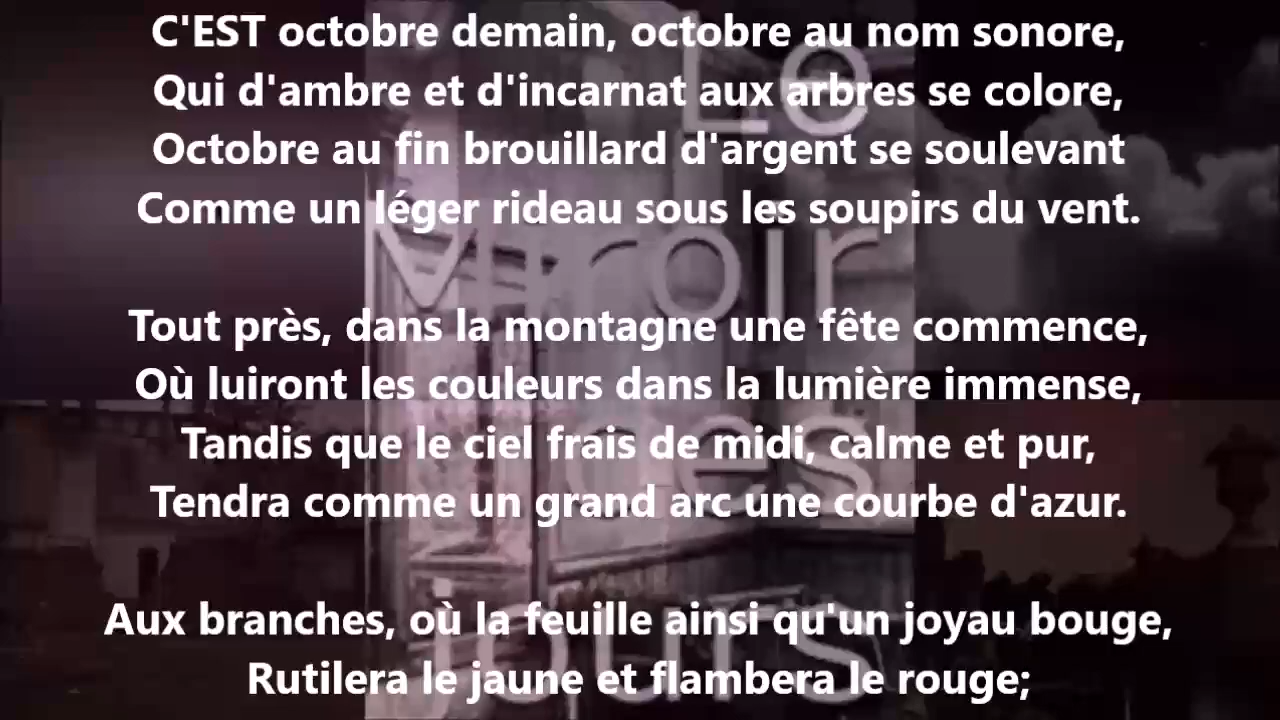 C'EST octobre demain, octobre au nom sonore,
Qui d'ambre et d'incarnat aux arbres se colore,
Octobre au fin brouillard d'argent se soulevant
Comme un léger rideau sous les soupirs du vent.
Tout près, dans la montagne une fête commence,
Où luiront les couleurs dans la lumière immense,
Tandis que le ciel frais de midi, calme et pur,
Tendra comme un grand arc une courbe d'azur.
Aux branches, où la feuille ainsi qu'un joyau bouge,
Rutilera le jaune et flambera le rouge;
Le
Miroir
des
jours